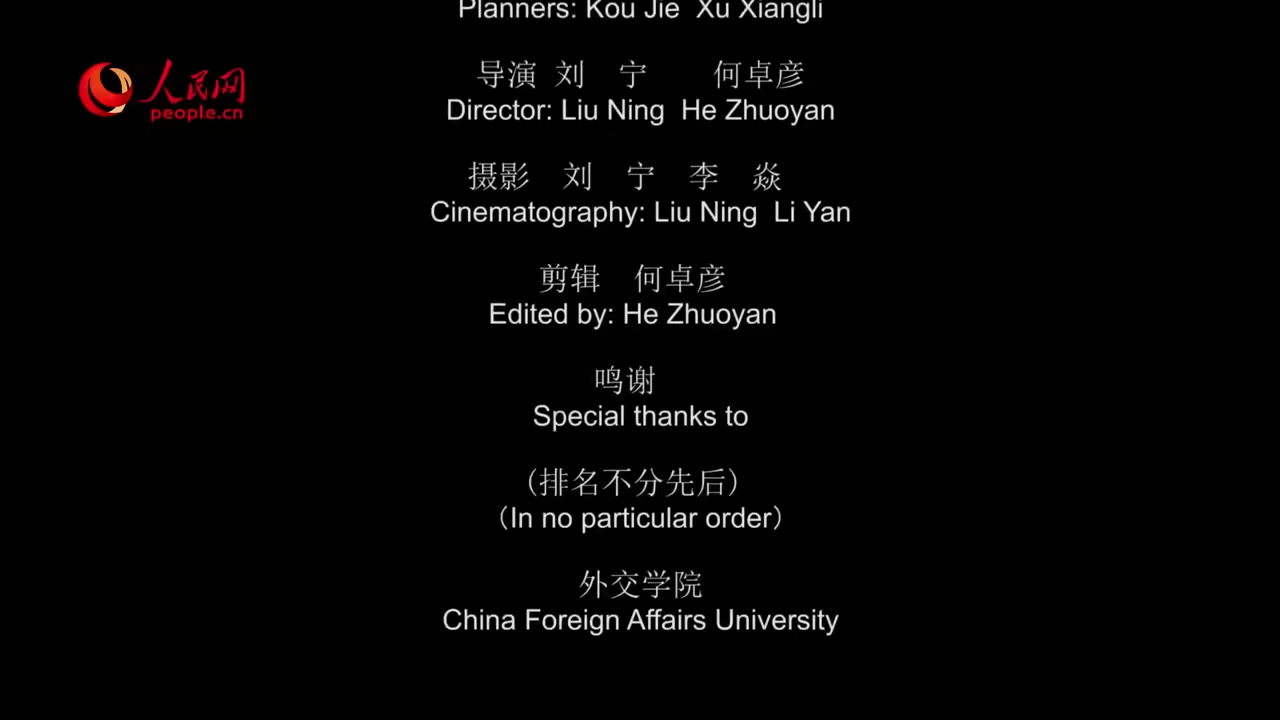 Planners: Kou Jie  Xu Xiangli
人民网
people.cn
导演 刘　宁　　何卓彦
Director: Liu Ning  He Zhuoyan
摄影　刘　宁　李　焱
Cinematography: Liu Ning  Li Yan
剪辑　何卓彦
Edited by: He Zhuoyan
鸣谢
Special thanks to
（排名不分先后）
（In no particular order）
外交学院
China Foreign Affairs University